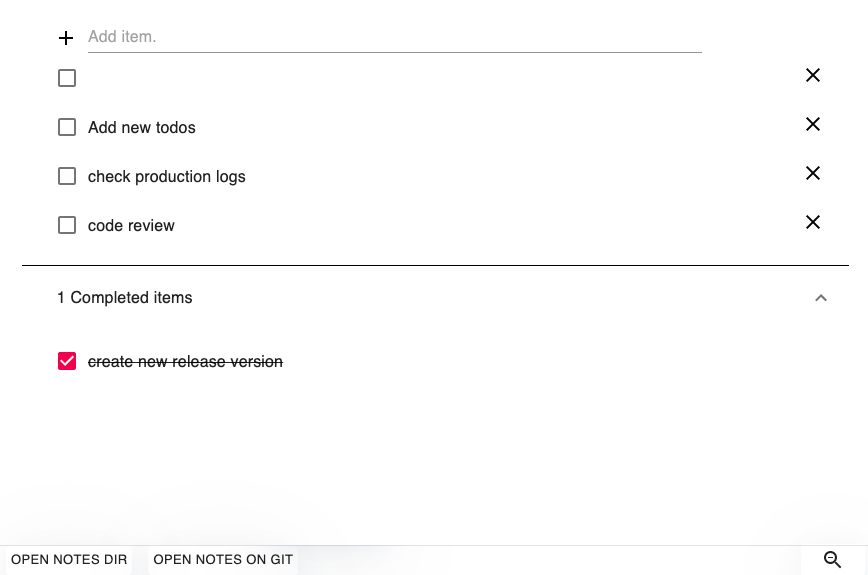 Add item.
Add new todos
check production logs
code review
1 Completed items
create new release version
OPEN NOTES DIR OPEN NOTES ON GIT